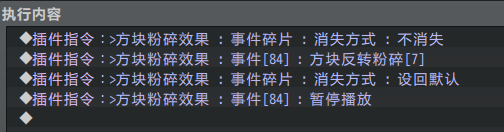 执行内容
◆插件指令：>方块粉碎效果 : 事件碎片 : 消失方式 : 不消失
◆插件指令：>方块粉碎效果 : 事件[84] : 方块反转粉碎[7]
◆插件指令：>方块粉碎效果 : 事件碎片 : 消失方式 : 设回默认
◆插件指令：>方块粉碎效果 : 事件[84] : 暂停播放
◆